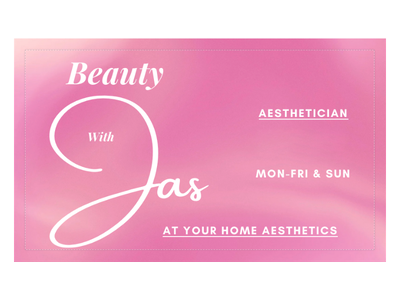 Beauty
With
Jas
AESTHETICIAN
MON-FRI & SUN
AT YOUR HOME AESTHETICS